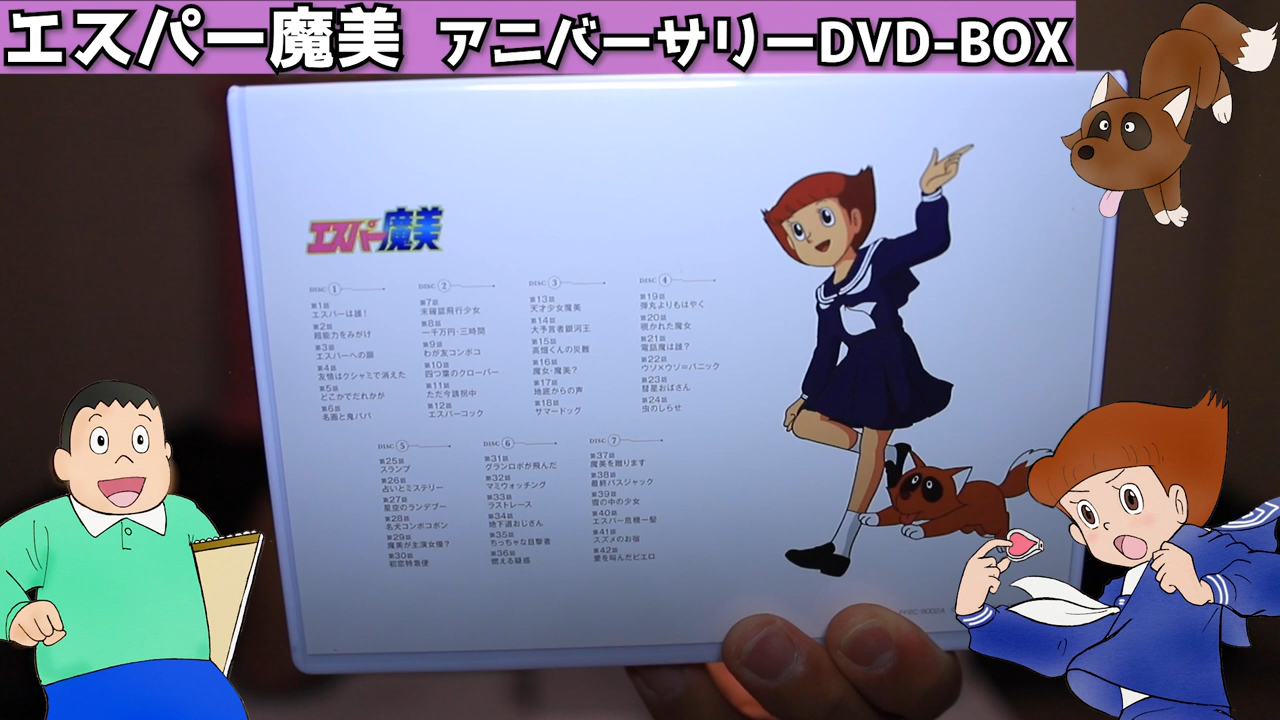 エスパー魔美 アニバーサリーDVD-BOX
エスパー魔美
DISC 1
第1話
エスパーは誰!
第2話
超能力をみがけ
第3話
エスパーへの扉
第4話
友情はクシャミで消えた
第5話
どこかでだれかが
第6話
名画と鬼ババ
DISC 2
第7話
未確認飛行少女
第8話
一千万円・三時間
第9話
わが友コンポコ
第10話
四つ葉のクローバー
第11話
ただ今誘拐中
第12話
エスパーコック
DISC 3
第13話
天才少女魔美
第14話
大予言者銀河王
第15話
高畑くんの災難
第16話
魔女・魔美?
第17話
地底からの声
第18話
サマードッグ
DISC 4
第19話
弾丸よりもはやく
第20話
覗かれた魔女
第21話
電話魔は誰?
第22話
ウソ×ウソ=パニック
第23話
彗星おばさん
第24話
虫のしらせ
DISC 5
第25話
スランプ
第26話
占いとミステリー
第27話
星空のランデブー
第28話
名犬コンポコポン
第29話
魔美が主演女優?
第30話
初恋特急便
DISC 6
第31話
グランロボが飛んだ
第32話
マミウォッチング
第33話
ラストレース
第34話
地下道おじさん
第35話
ちっちゃな目撃者
第36話
燃える疑惑
DISC 7
第37話
魔美を贈ります
第38話
最終バスジャック
第39話
雪の中の少女
第40話
エスパー危機一髪
第41話
スズメのお宿
第42話
愛を叫んだピエロ